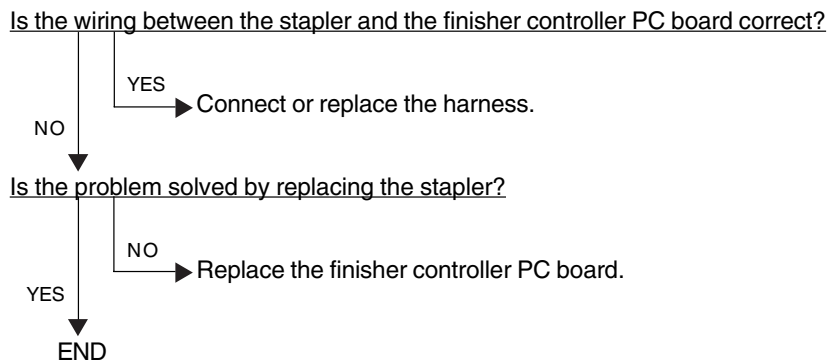 Is the wiring between the stapler and the finisher controller PC board correct?
YES
Connect or replace the harness.
NO
Is the problem solved by replacing the stapler?
NO
Replace the finisher controller PC board.
YES
END